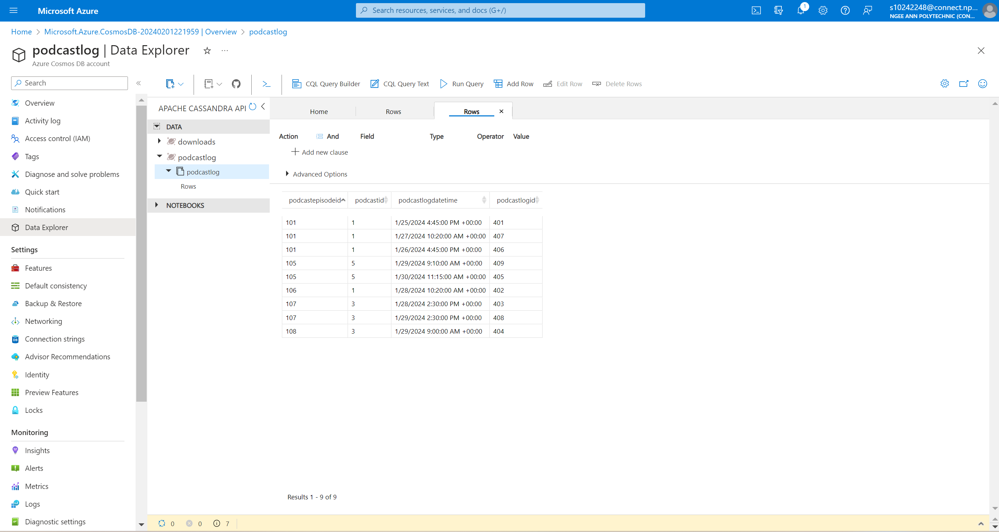 Microsoft Azure
Search resources, services, and docs (G+/)
1
s10242248@connect.np...
NGEE ANN POLYTECHNIC (CON...
Home > Microsoft.Azure.CosmosDB-20240201221959 | Overview > podcastlog
podcastlog | Data Explorer
Azure Cosmos DB account
Search
CQL Query Builder
CQL Query Text
Run Query
Add Row
Edit Row
Delete Rows
Overview
Activity log
Access control (IAM)
Tags
Diagnose and solve problems
Quick start
Notifications
Data Explorer
Settings
Features
Default consistency
Backup & Restore
Networking
Connection strings
Advisor Recommendations
Identity
Preview Features
Locks
Monitoring
Insights
Alerts
Metrics
Logs
Diagnostic settings
APACHE CASSANDRA API
DATA
downloads
podcastlog
podcastlog
Rows
NOTEBOOKS
Home Rows Rows
Action And Field Type Operator Value
Add new clause
Advanced Options
podcastepisodeid podcastid podcastlogdatetime podcastlogid
101 1 1/25/2024 4:45:00 PM +00:00 401
101 1 1/27/2024 10:20:00 AM +00:00 407
101 1 1/26/2024 4:45:00 PM +00:00 406
105 5 1/29/2024 9:10:00 AM +00:00 409
105 5 1/30/2024 11:15:00 AM +00:00 405
106 1 1/28/2024 10:20:00 AM +00:00 402
107 3 1/28/2024 2:30:00 PM +00:00 403
107 3 1/29/2024 2:30:00 PM +00:00 408
108 3 1/29/2024 9:00:00 AM +00:00 404
Results 1 - 9 of 9
0 0 7